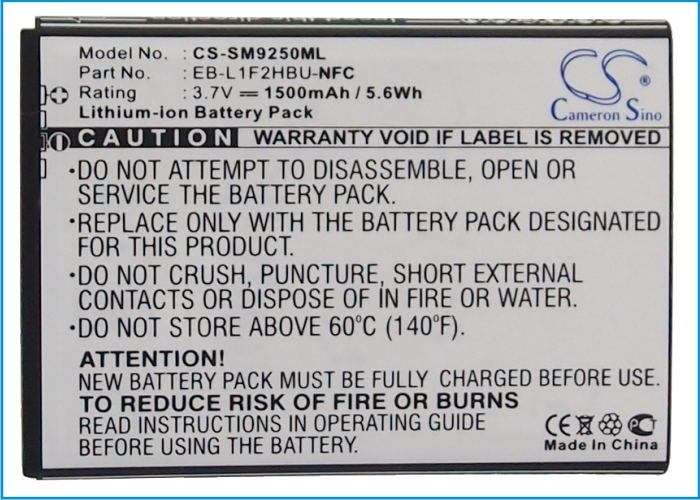 Model No. : CS-SM9250ML
Part No. : EB-L1F2HBU-NFC
Rating : 3.7V ⎓ 1500mAh / 5.6Wh
Lithium-ion Battery Pack
CS
Cameron Sino
CAUTION WARRANTY VOID IF LABEL IS REMOVED
•DO NOT ATTEMPT TO DISASSEMBLE, OPEN OR
SERVICE THE BATTERY PACK.
•REPLACE ONLY WITH THE BATTERY PACK DESIGNED
FOR THIS PRODUCT.
•DO NOT CRUSH, PUNCTURE, SHORT EXTERNAL
CONTACTS OR DISPOSE OF IN FIRE OR WATER.
•DO NOT STORE ABOVE 60°C (140°F).
ATTENTION!
NEW BATTERY PACK MUST BE FULLY CHARGED BEFORE USE.
TO REDUCE RISK OF FIRE OR BURNS
READ INSTRUCTIONS IN OPERATING GUIDE
BEFORE USING THE BATTERY PACK.
CE
Made In China